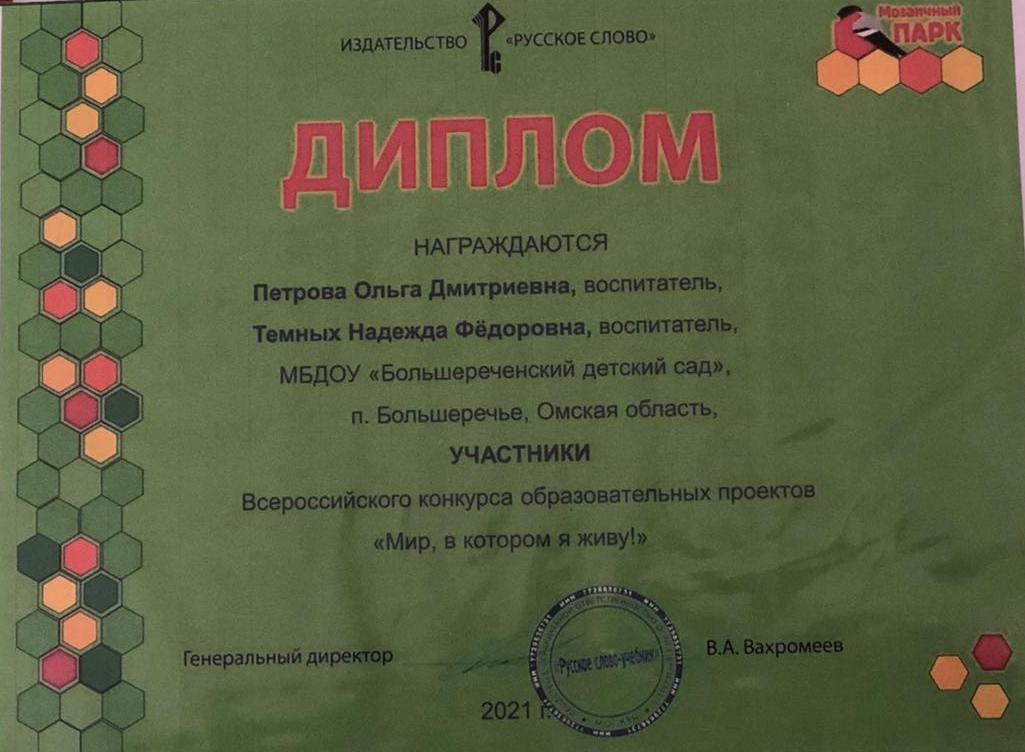 ИЗДАТЕЛЬСТВО «РУССКОЕ СЛОВО»
Мозаичный
ПАРК
ДИПЛОМ
НАГРАЖДАЮТСЯ
Петрова Ольга Дмитриевна, воспитатель,
Темных Надежда Фёдоровна, воспитатель,
МБДОУ «Большереченский детский сад»,
п. Большеречье, Омская область,
УЧАСТНИКИ
Всероссийского конкурса образовательных проектов
«Мир, в котором я живу!»
Генеральный директор
«Русское слово-учебник»
В.А. Вахромеев
2021 г.